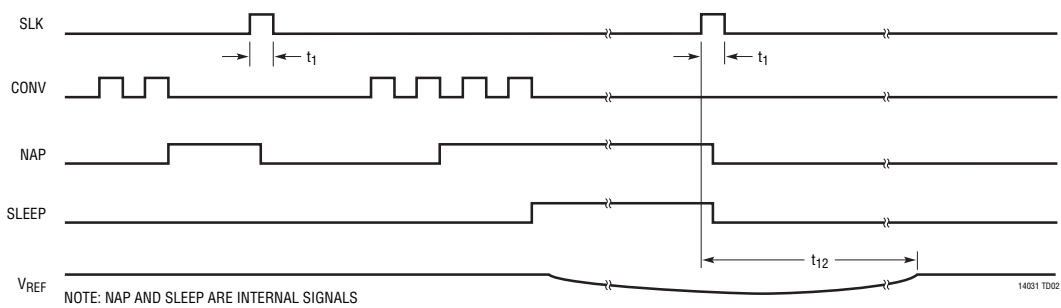 SLK
t1
t1
CONV
NAP
SLEEP
t12
VREF
NOTE: NAP AND SLEEP ARE INTERNAL SIGNALS
14031 TD02